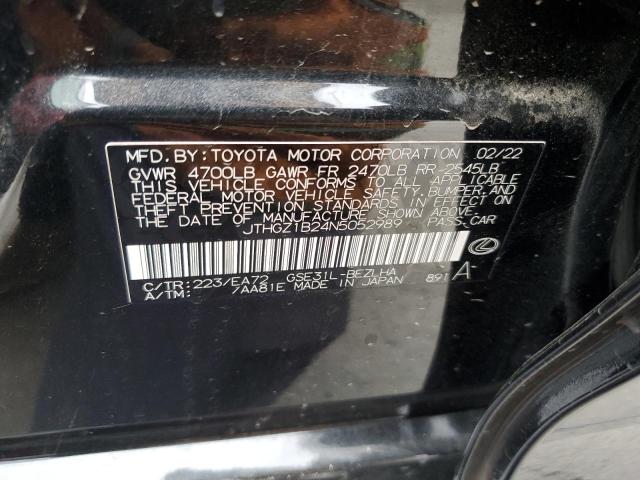 MFD.BY:TOYOTA MOTOR CORPORATION 02/22
GVWR 4700LB GAWR FR 2470LB RR 2545LB
THIS VEHICLE CONFORMS TO ALL APPLICABLE
FEDERAL MOTOR VEHICLE SAFETY, BUMPER, AND
THEFT PREVENTION STANDARDS IN EFFECT ON
THE DATE OF MANUFACTURE SHOWN ABOVE.
JTHGZ1B24N5052989 PASS.CAR
C/TR:223/EA72 GSE31L-BEZLHA 891 A
A/TM: -7AA81E MADE IN JAPAN